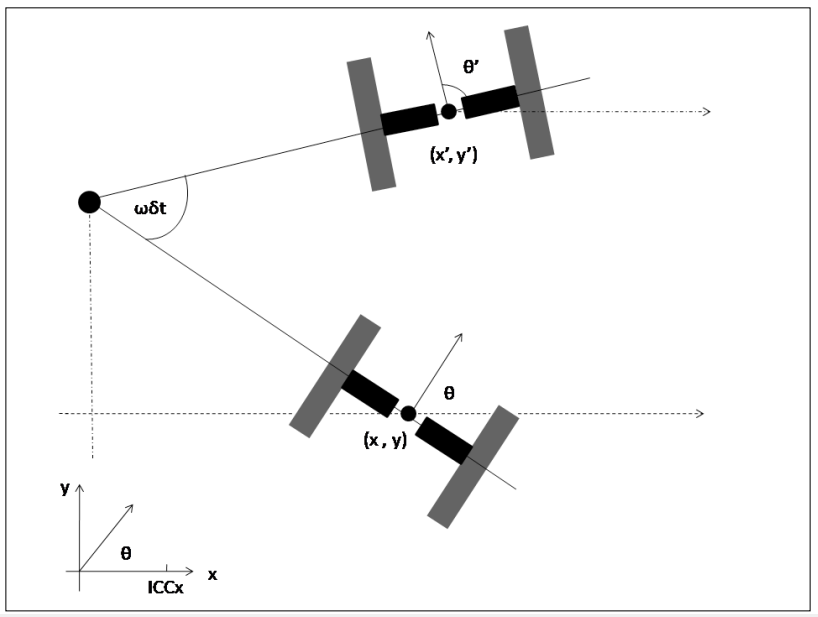 θ’
(x’, y’)
ωδt
θ
(x , y)
y
θ
x
ICCx